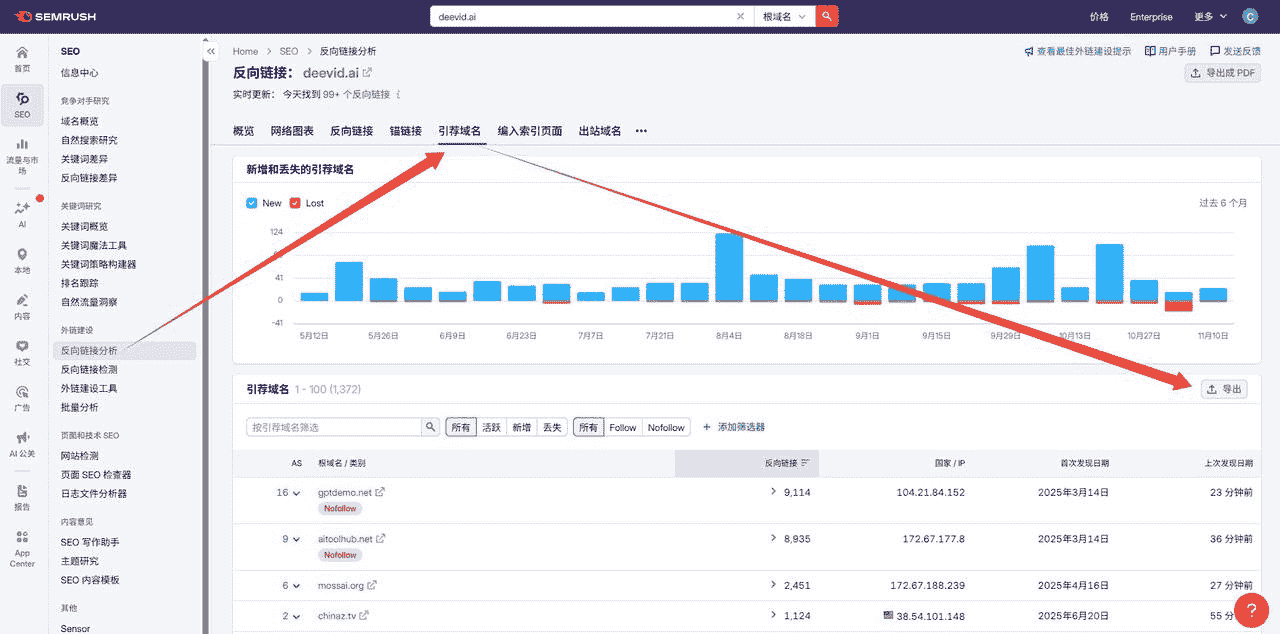 SEMRUSH
deevid.ai
根域名
价格
Enterprise
更多
C
首页
SEO
流量与市场
AI
本地
内容
社交
广告
AI 公关
报告
App Center
SEO
信息中心
竞争对手研究
域名概览
自然搜索研究
关键词差异
反向链接差异
关键词研究
关键词概览
关键词魔法工具
关键词策略构建器
排名跟踪
自然流量洞察
外链建设
反向链接分析
反向链接检测
外链建设工具
批量分析
页面和技术 SEO
网站检测
页面 SEO 检查器
日志文件分析器
内容意见
SEO 写作助手
主题研究
SEO 内容模板
其他
Sensor
Home > SEO > 反向链接分析
查看最佳外链建设提示
用户手册
发送反馈
反向链接： deevid.ai
导出成 PDF
实时更新： 今天找到 99+ 个反向链接
概览 网络图表 反向链接 锚链接 引荐域名 编入索引页面 出站域名 •••
新增和丢失的引荐域名
New Lost
过去 6 个月
124
41
0
-41
5月12日 5月26日 6月9日 6月23日 7月7日 7月21日 8月4日 8月18日 9月1日 9月15日 9月29日 10月13日 10月27日 11月10日
引荐域名 1 - 100 (1,372)
导出
按引荐域名筛选
所有 活跃 新增 丢失
所有 Follow Nofollow
+ 添加筛选器
AS 根域名 / 类别 反向链接 国家 / IP 首次发现日期 上次发现日期
16 gptdemo.net 9,114 104.21.84.152 2025年3月14日 23 分钟前
Nofollow
9 aitoolhub.net 8,935 172.67.177.8 2025年3月14日 36 分钟前
Nofollow
6 mossai.org 2,451 172.67.188.239 2025年4月16日 27 分钟前
2 chinaz.tv 1,124 38.54.101.148 2025年6月20日 55 分
?